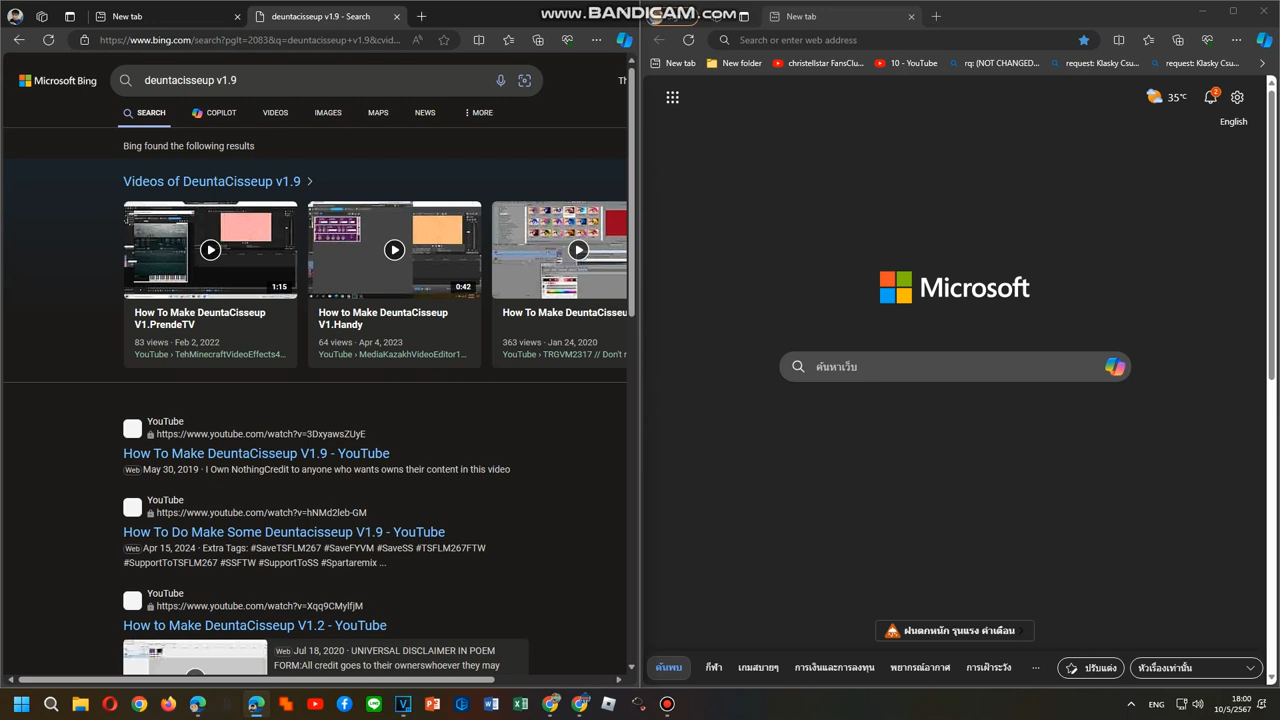 www.BANDICAM.com
New tab
deuntacisseup v1.9 - Search
https://www.bing.com/search?pglt=2083&q=deuntacisseup+v1.9&cvid...
Microsoft Bing
deuntacisseup v1.9
SEARCH
COPILOT
VIDEOS
IMAGES
MAPS
NEWS
MORE
Bing found the following results
Videos of DeuntaCisseup v1.9
1:15
0:42
How To Make DeuntaCisseup
V1.PrendeTV
83 views · Feb 2, 2022
YouTube › TehMinecraftVideoEffects4...
How to Make DeuntaCisseup
V1.Handy
64 views · Apr 4, 2023
YouTube › MediaKazakhVideoEditor1...
How To Make DeuntaCisseu
363 views · Jan 24, 2020
YouTube › TRGVM2317 // Don't r
YouTube
https://www.youtube.com/watch?v=3DxyawsZUyE
How To Make DeuntaCisseup V1.9 - YouTube
Web May 30, 2019 · I Own NothingCredit to anyone who wants owns their content in this video
YouTube
https://www.youtube.com/watch?v=hNMd2leb-GM
How To Do Make Some Deuntacisseup V1.9 - YouTube
Web Apr 15, 2024 · Extra Tags: #SaveTSFLM267 #SaveFYVM #SaveSS #TSFLM267FTW
#SupportToTSFLM267 #SSFTW #SupportToSS #Spartaremix ...
YouTube
https://www.youtube.com/watch?v=Xqq9CMylfjM
How to Make DeuntaCisseup V1.2 - YouTube
Web Jul 18, 2020 · UNIVERSAL DISCLAIMER IN POEM
FORM:All credit goes to their ownerswhoever they may
New tab
Search or enter web address
New tab
New folder
christellstar FansClu...
10 - YouTube
rq: (NOT CHANGED...
request: Klasky Csu...
request: Klasky Csu...
35°C
2
English
Microsoft
ค้นหาเว็บ
ฝนตกหนัก รุนแรง ค่ำเดือน
ค้นพบ
กีฬา
เกมสบายๆ
การเงินและการลงทุน
พยากรณ์อากาศ
การเฝ้าระวัง
...
ปรับแต่ง
หัวเรื่องเท่านั้น
ENG
18:00
10/5/2567